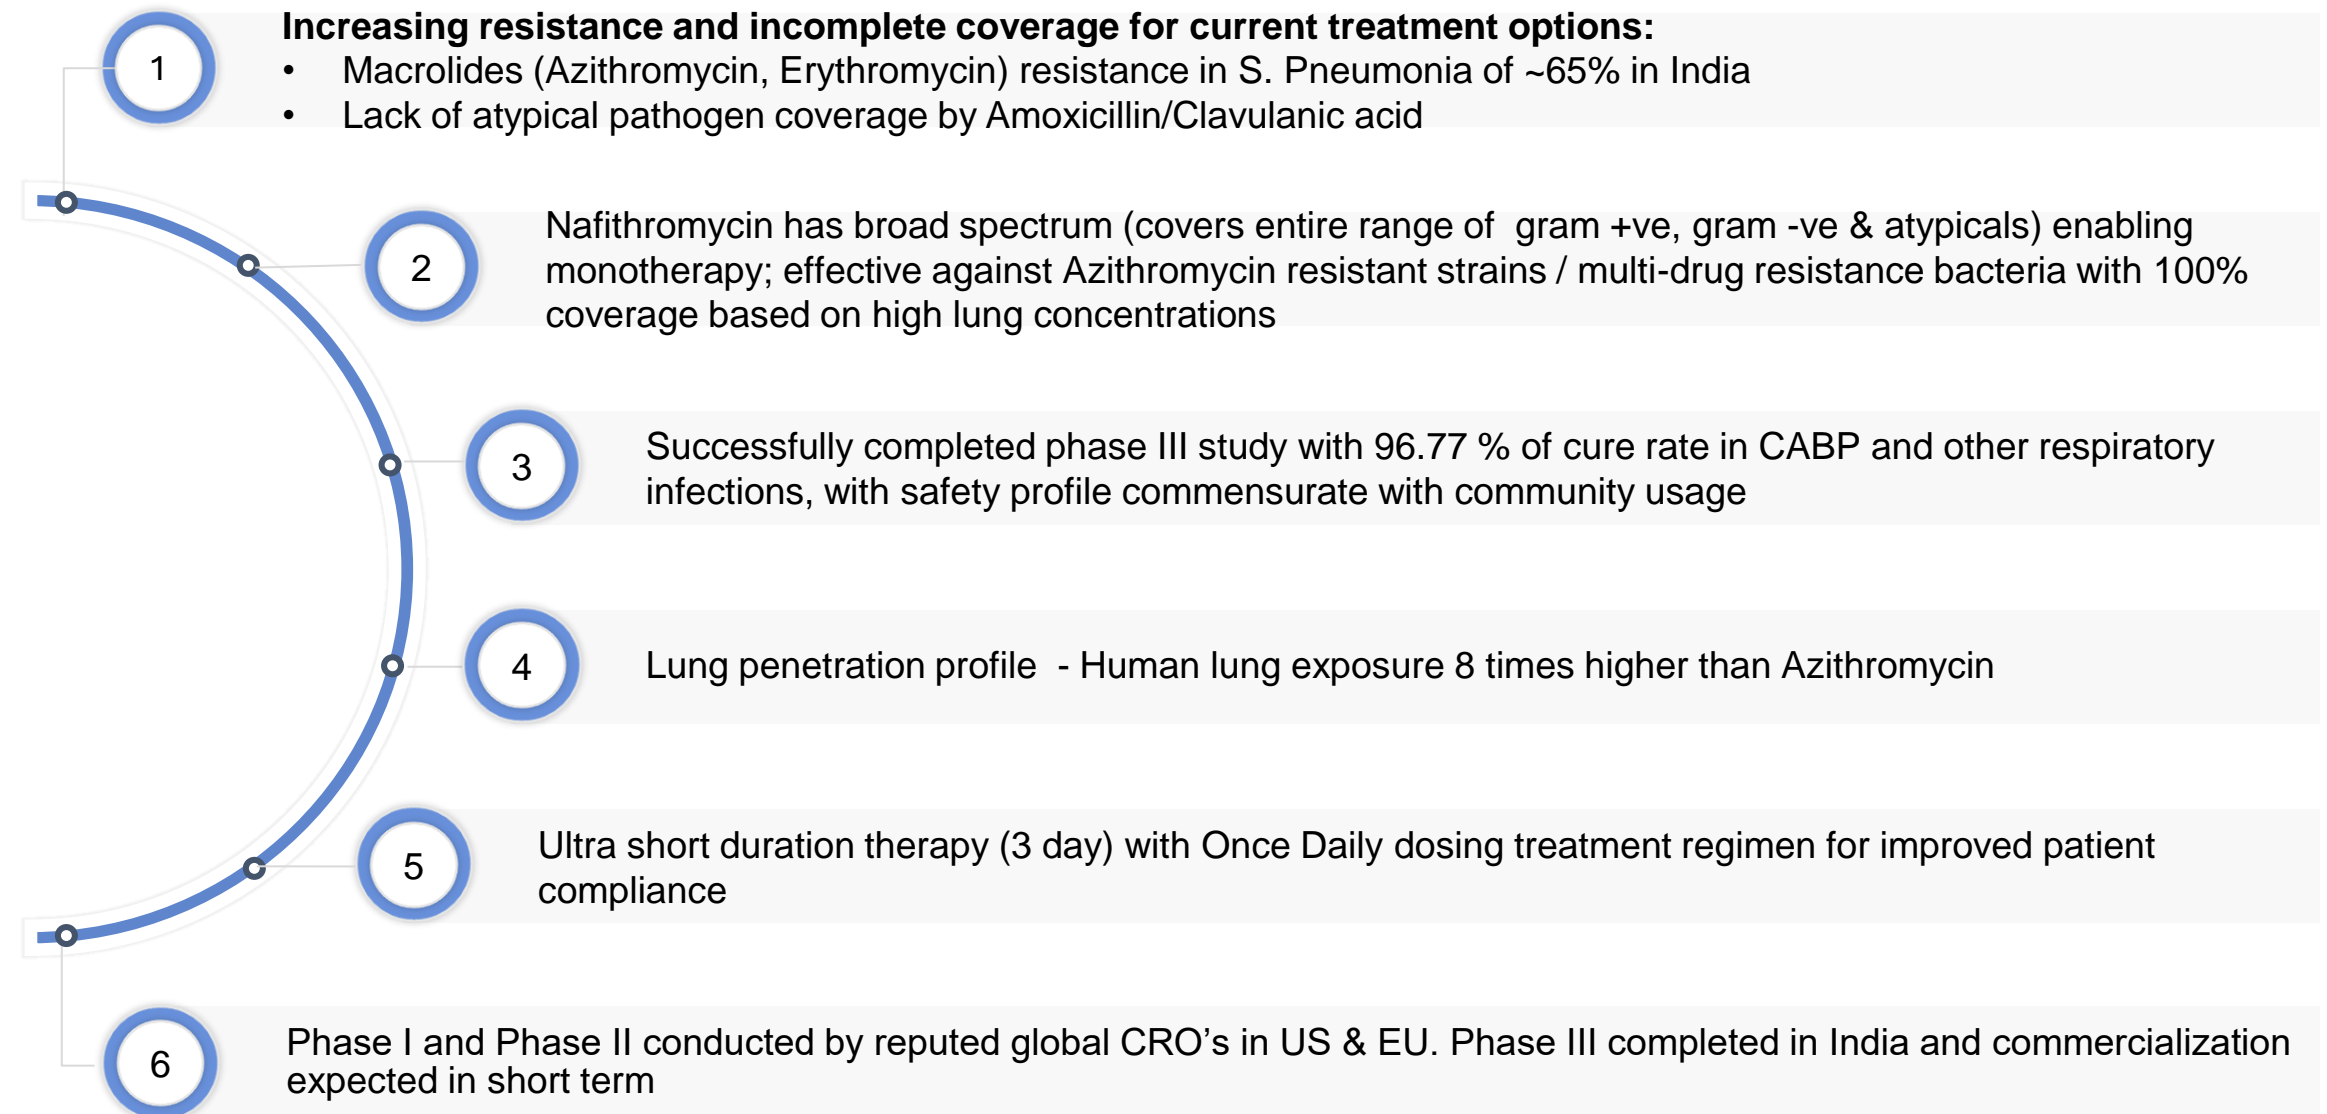 1
Increasing resistance and incomplete coverage for current treatment options:
• Macrolides (Azithromycin, Erythromycin) resistance in S. Pneumonia of ~65% in India
• Lack of atypical pathogen coverage by Amoxicillin/Clavulanic acid
2
Nafithromycin has broad spectrum (covers entire range of  gram +ve, gram -ve & atypicals) enabling
monotherapy; effective against Azithromycin resistant strains / multi-drug resistance bacteria with 100%
coverage based on high lung concentrations
3
Successfully completed phase III study with 96.77 % of cure rate in CABP and other respiratory
infections, with safety profile commensurate with community usage
4
Lung penetration profile  - Human lung exposure 8 times higher than Azithromycin
5
Ultra short duration therapy (3 day) with Once Daily dosing treatment regimen for improved patient
compliance
6
Phase I and Phase II conducted by reputed global CRO’s in US & EU. Phase III completed in India and commercialization
expected in short term